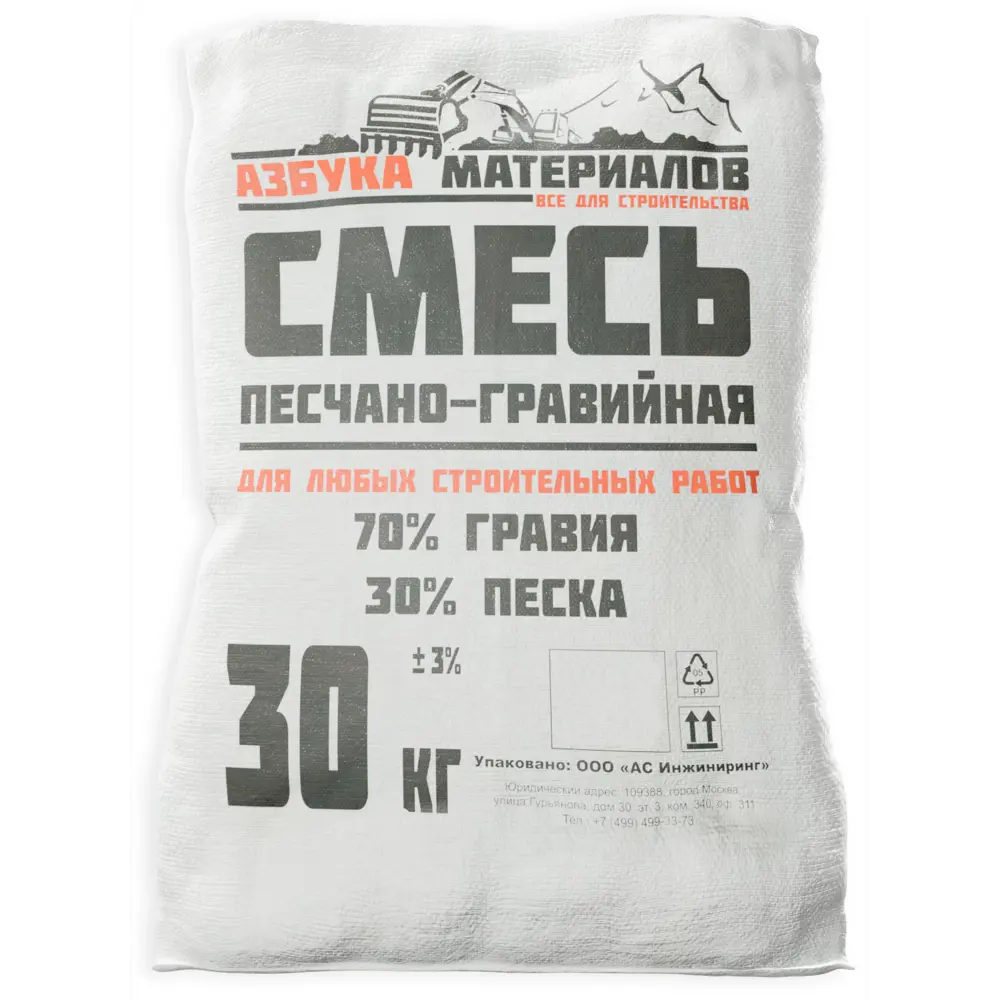 АЗБУКА МАТЕРИАЛОВ
ВСЕ ДЛЯ СТРОИТЕЛЬСТВА
СМЕСЬ
ПЕСЧАНО-ГРАВИЙНАЯ
ДЛЯ ЛЮБЫХ СТРОИТЕЛЬНЫХ РАБОТ
70% ГРАВИЯ
30% ПЕСКА
30 КГ
± 3%
05
PP
Упаковано: ООО «АС Инжиниринг»
Юридический адрес: 109388, город Москва,
улица Гурьянова, дом 30, эт. 3, ком. 340, оф. 311
Тел.: +7 (499) 499-33-73